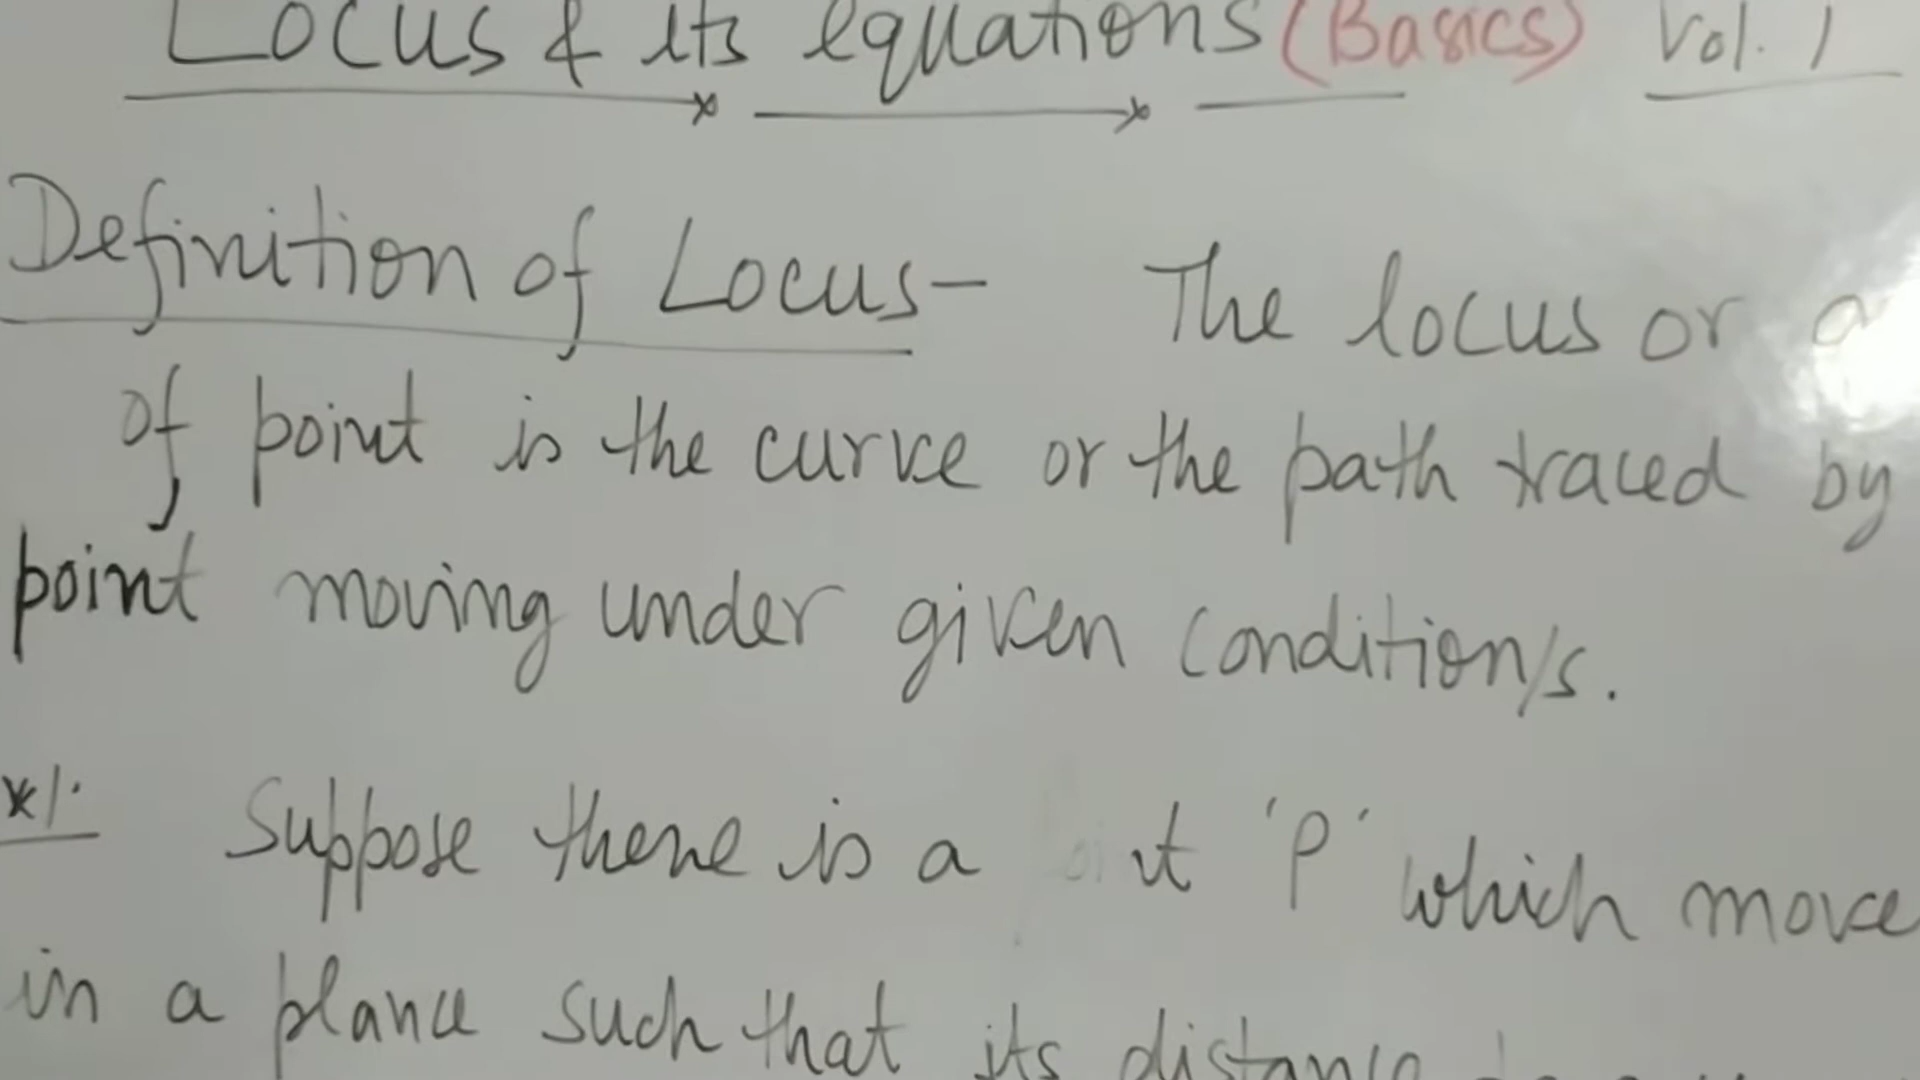 Locus & its equations (Basics) Vol. 1
Definition of Locus- The locus or a
of point is the curve or the path traced by
point moving under given condition/s.
x/.
Suppose there is a 'P' which move
in a plane such that its distance